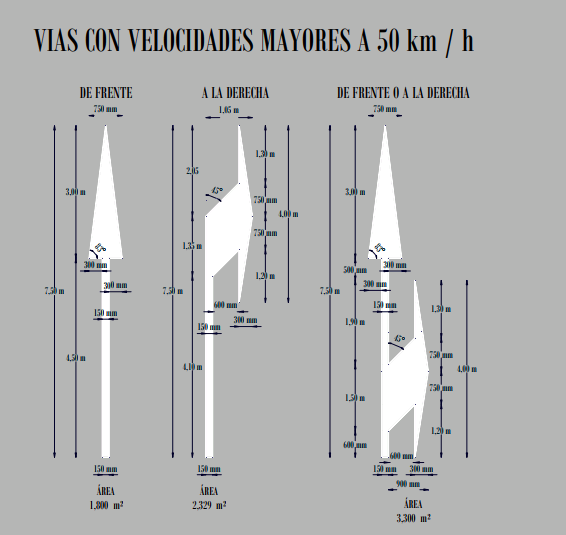 VIAS CON VELOCIDADES MAYORES A 50 km / h
DE FRENTE
A LA DERECHA
DE FRENTE O A LA DERECHA
750 mm
1,05 m
750 mm
3,00 m
85°
300 mm
300 mm
150 mm
7,50 m
4,50 m
150 mm
ÁREA
1,800 m²
2,05
45°
1,30 m
750 mm
750 mm
4,00 m
1,35 m
1,20 m
7,50 m
600 mm
300 mm
150 mm
4,10 m
150 mm
ÁREA
2,329 m²
3,00 m
85°
500 mm
300 mm
300 mm
7,50 m
150 mm
1,90 m
1,30 m
45°
750 mm
750 mm
4,00 m
1,50 m
1,20 m
600 mm
600 mm
150 mm
300 mm
900 mm
ÁREA
3,300 m²